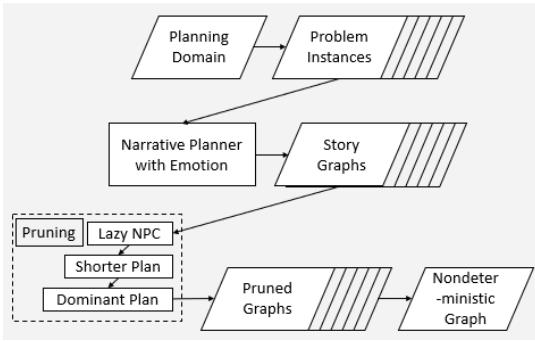 Planning
Domain
Problem
Instances
Narrative Planner
with Emotion
Story
Graphs
Pruning
Lazy NPC
Shorter Plan
Dominant Plan
Pruned
Graphs
Nondeter
-ministic
Graph